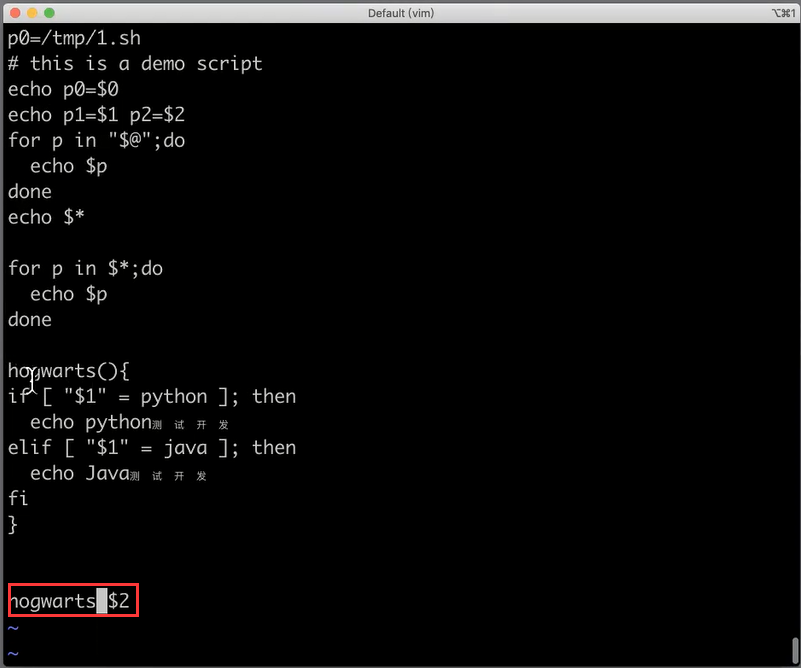 Default (vim)
⌥⌘1
p0=/tmp/1.sh
# this is a demo script
echo p0=$0
echo p1=$1 p2=$2
for p in "$@";do
  echo $p
done
echo $*

for p in $*;do
  echo $p
done

hogwarts(){
if [ "$1" = python ]; then
  echo python测试开发
elif [ "$1" = java ]; then
  echo Java测试开发
fi
}

hogwarts $2
~
~